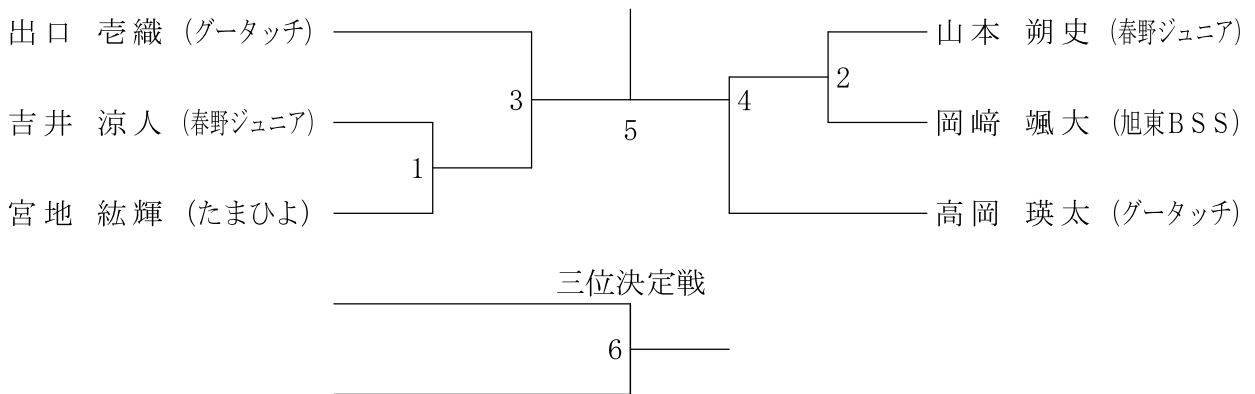 出口 壱織 (グータッチ)
吉井 涼人 (春野ジュニア)
宮地 紘輝 (たまひよ)
1
3
5
4
2
山本 朔史 (春野ジュニア)
岡﨑 颯大 (旭東BSS)
高岡 瑛太 (グータッチ)
三位決定戦
6